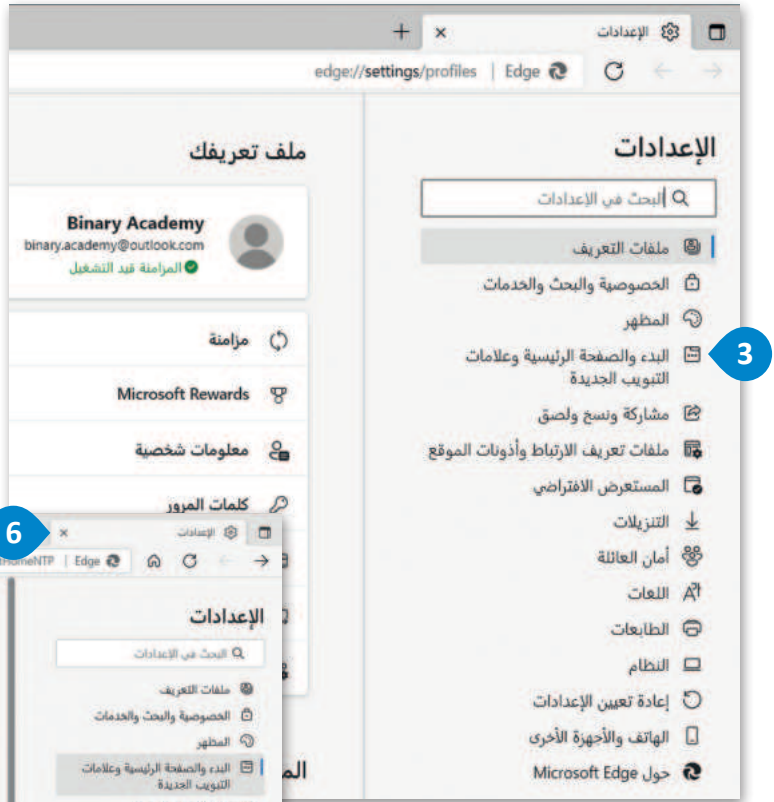 الإعدادات
edge://settings/profiles | Edge
الإعدادات
البحث في الإعدادات
ملفات التعريف
الخصوصية والبحث والخدمات
المظهر
البدء والصفحة الرئيسية وعلامات
التبويب الجديدة
3
مشاركة ونسخ ولصق
ملفات تعريف الارتباط وأذونات الموقع
المستعرض الافتراضي
التنزيلات
أمان العائلة
اللغات
الطابعات
النظام
إعادة تعيين الإعدادات
الهاتف والأجهزة الأخرى
حول Microsoft Edge
ملف تعريفك
Binary Academy
binary.academy@outlook.com
المزامنة قيد التشغيل
مزامنة
Microsoft Rewards
معلومات شخصية
كلمات المرور
6
الإعدادات
HomeNTP | Edge
الإعدادات
البحث في الإعدادات
ملفات التعريف
الخصوصية والبحث والخدمات
المظهر
البدء والصفحة الرئيسية وعلامات
التبويب الجديدة